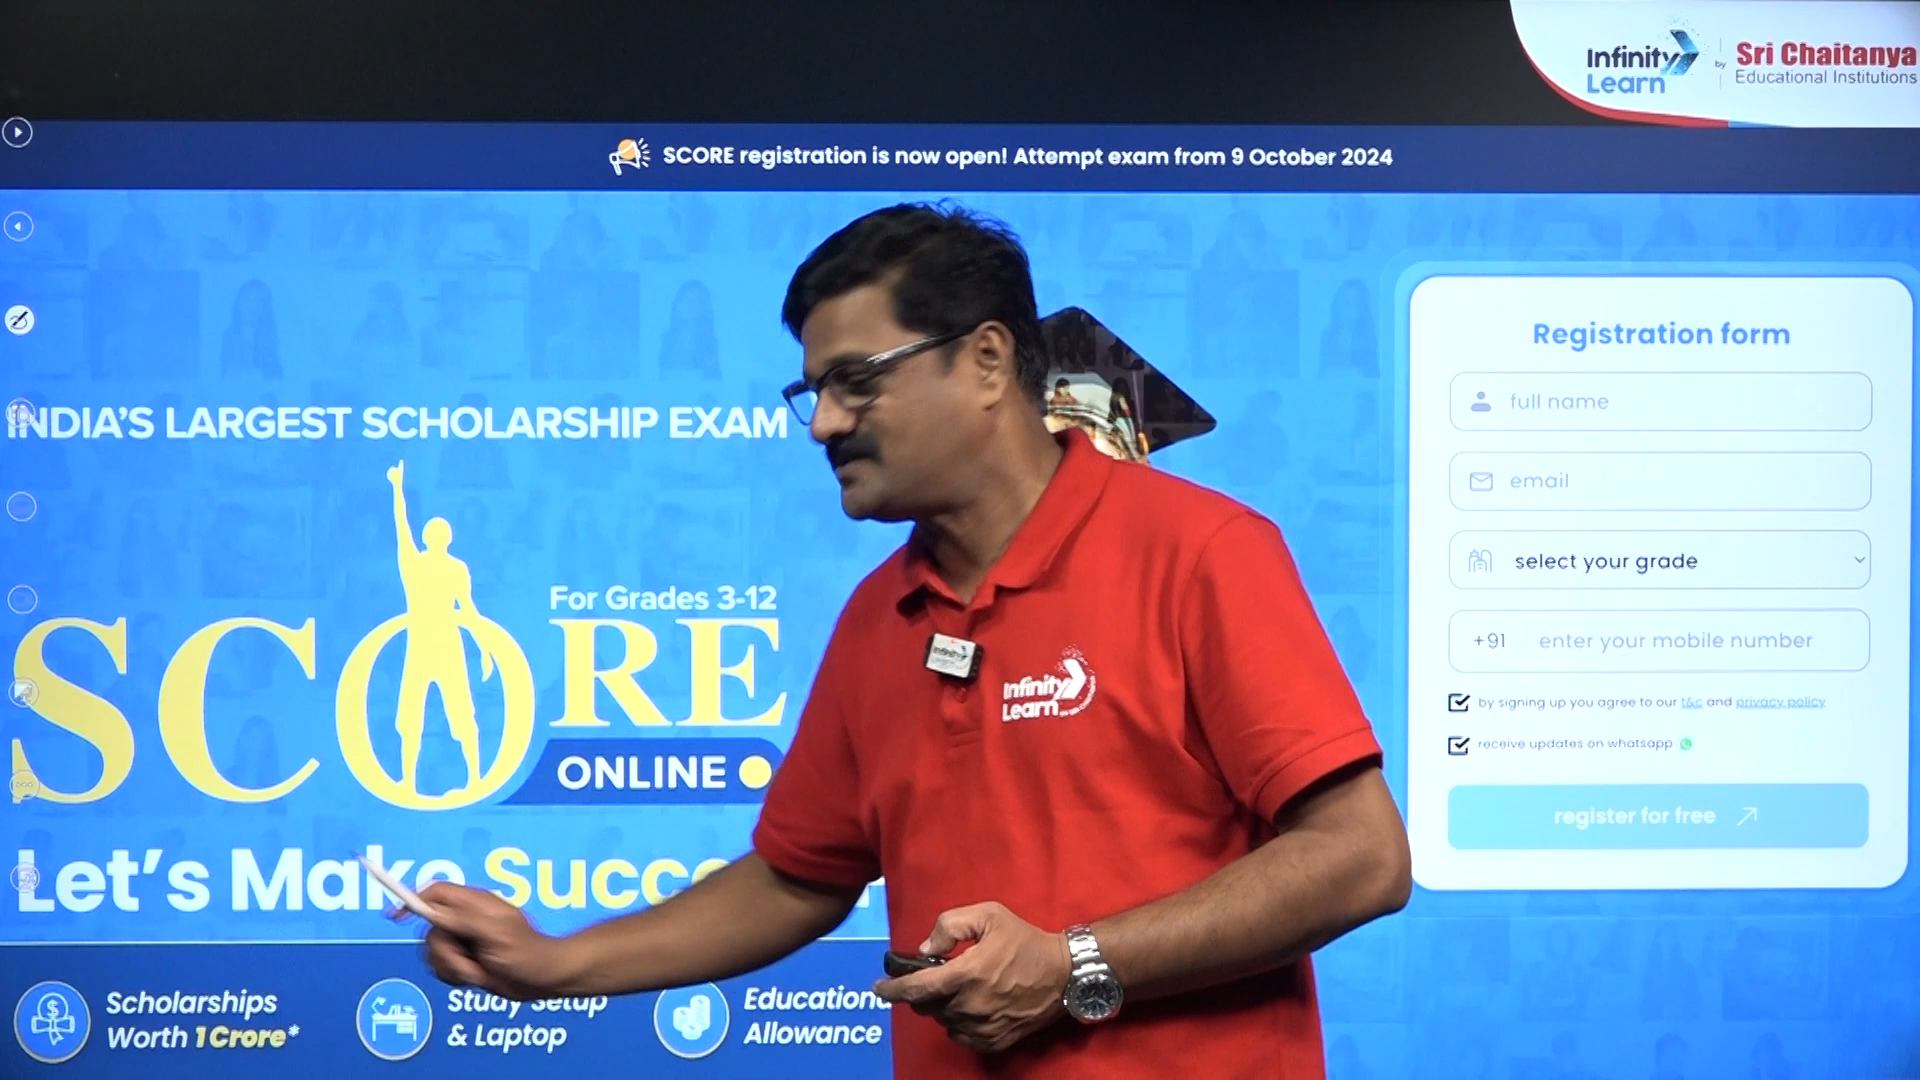 Infinity Learn by Sri Chaitanya Educational Institutions
SCORE registration is now open! Attempt exam from 9 October 2024
INDIA'S LARGEST SCHOLARSHIP EXAM
For Grades 3-12
SCORE
ONLINE
Let's Make
Scholarships
Worth 1 Crore*
Study Setup
& Laptop
Allowance
Infinity
Learn
Registration form
full name
email
select your grade
+91 enter your mobile number
by signing up you agree to our t&c and privacy policy
receive updates on whatsapp
register for free